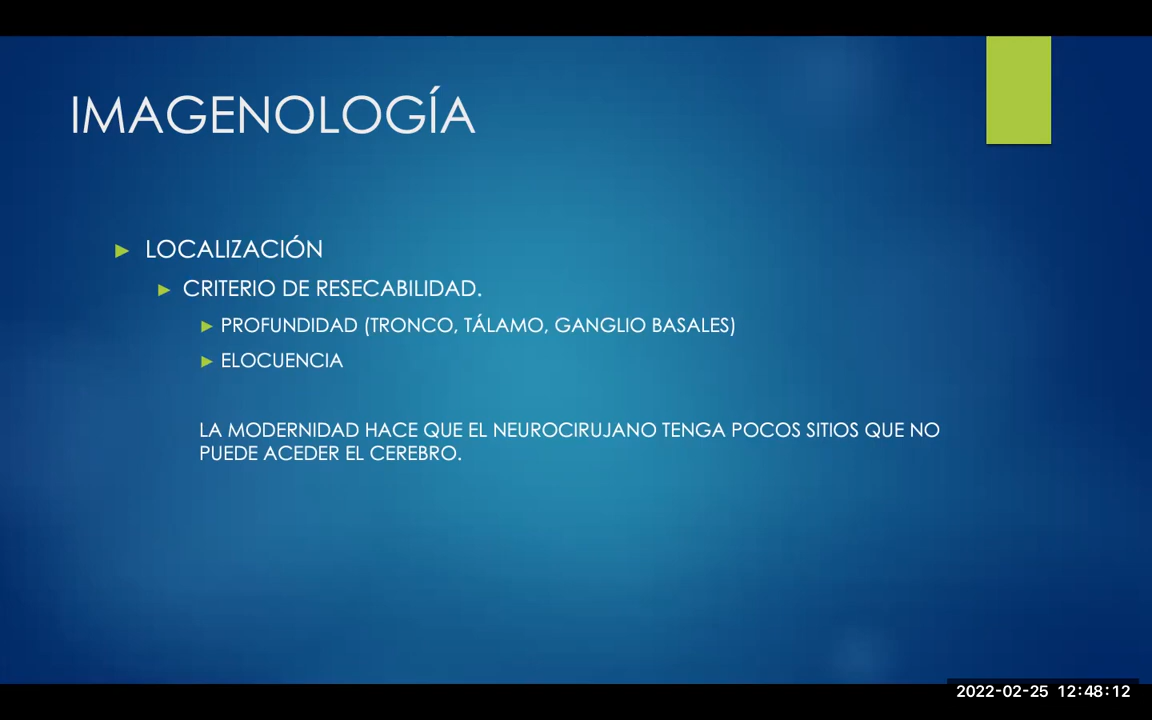 IMAGENOLOGÍA
LOCALIZACIÓN
CRITERIO DE RESECABILIDAD.
PROFUNDIDAD (TRONCO, TÁLAMO, GANGLIO BASALES)
ELOCUENCIA
LA MODERNIDAD HACE QUE EL NEUROCIRUJANO TENGA POCOS SITIOS QUE NO
PUEDE ACEDER EL CEREBRO.
2022-02-25 12:48:12